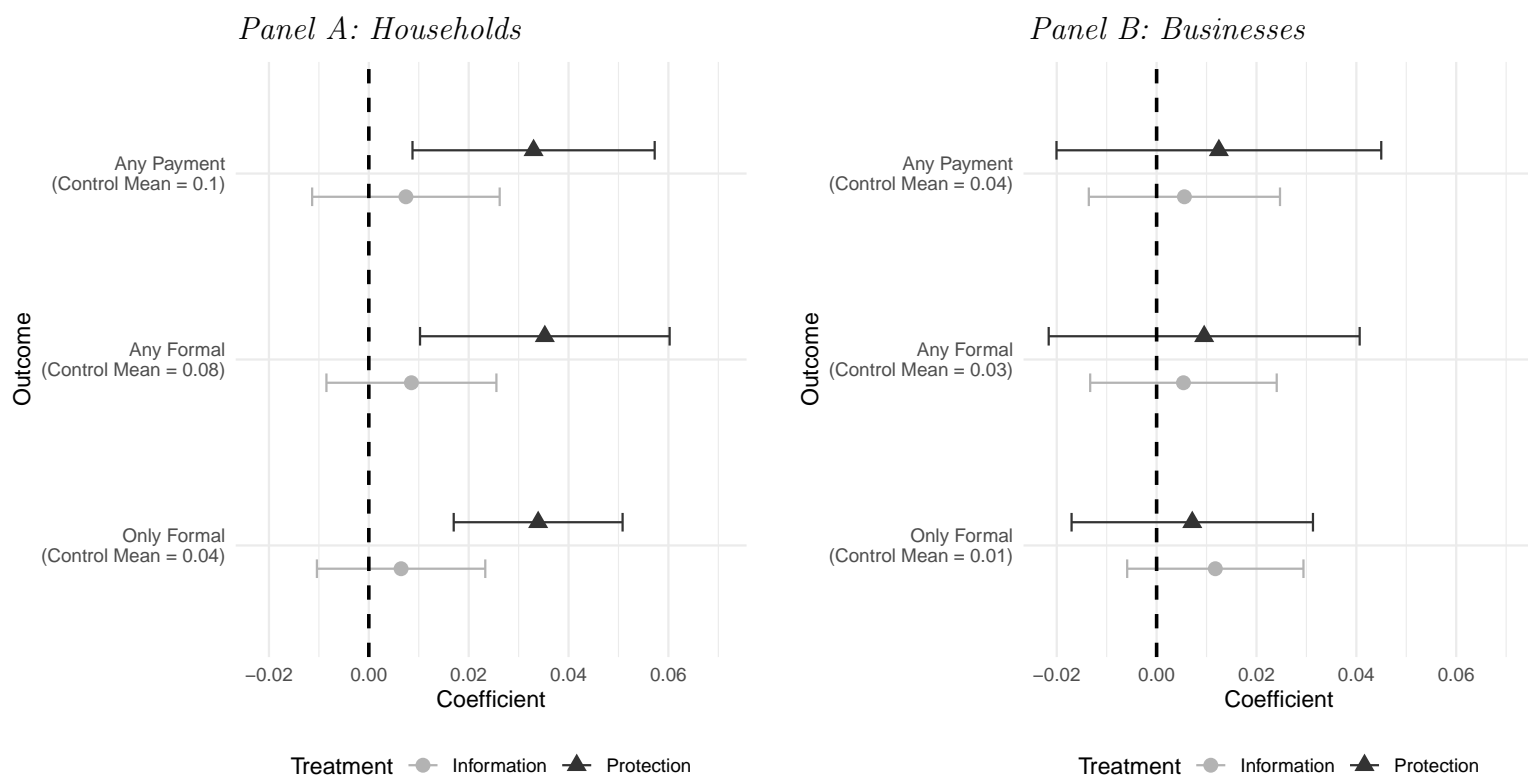 Panel A: Households
Outcome
Any Payment
(Control Mean = 0.1)
Any Formal
(Control Mean = 0.08)
Only Formal
(Control Mean = 0.04)
−0.02 0.00 0.02 0.04 0.06
Coefficient
Treatment Information Protection
Panel B: Businesses
Outcome
Any Payment
(Control Mean = 0.04)
Any Formal
(Control Mean = 0.03)
Only Formal
(Control Mean = 0.01)
−0.02 0.00 0.02 0.04 0.06
Coefficient
Treatment Information Protection